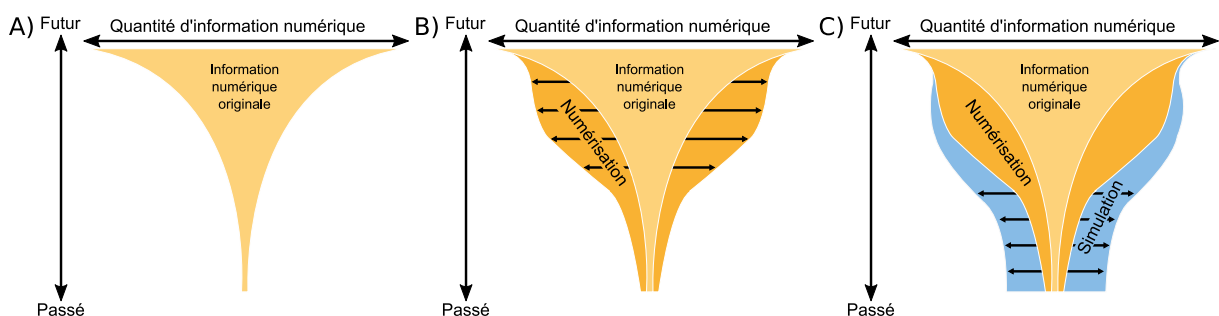 A)
Futur
Quantité d'information numérique
Information
numérique
originale
Passé
B)
Futur
Quantité d'information numérique
Information
numérique
originale
Numérisation
Passé
C)
Futur
Quantité d'information numérique
Information
numérique
originale
Numérisation
Simulation
Passé